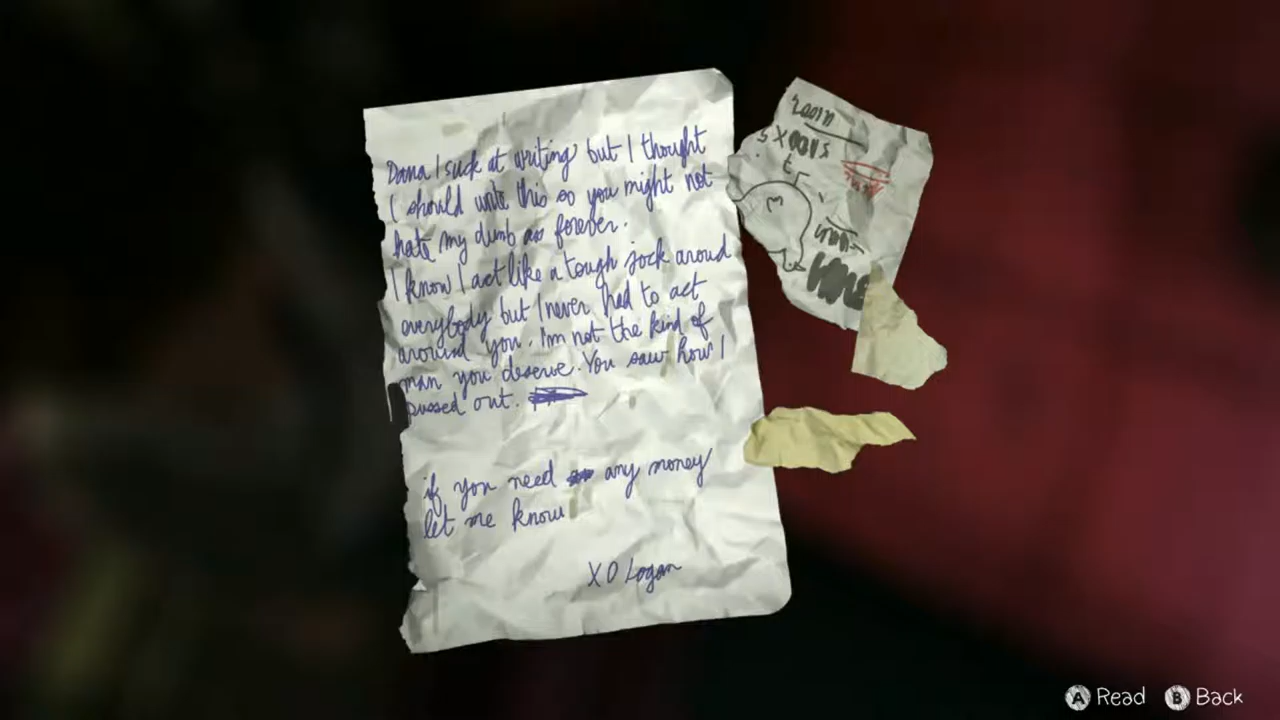 Dana I suck at writing but I thought
I should write this so you might not
hate my dumb ass forever.
I know I act like a tough jock aroud
everybody but I never had to act
around you. I'm not the kind of
man you deserve. You saw how I
pussed out.
if you need any money
let me know
XO Logan
A Read B Back